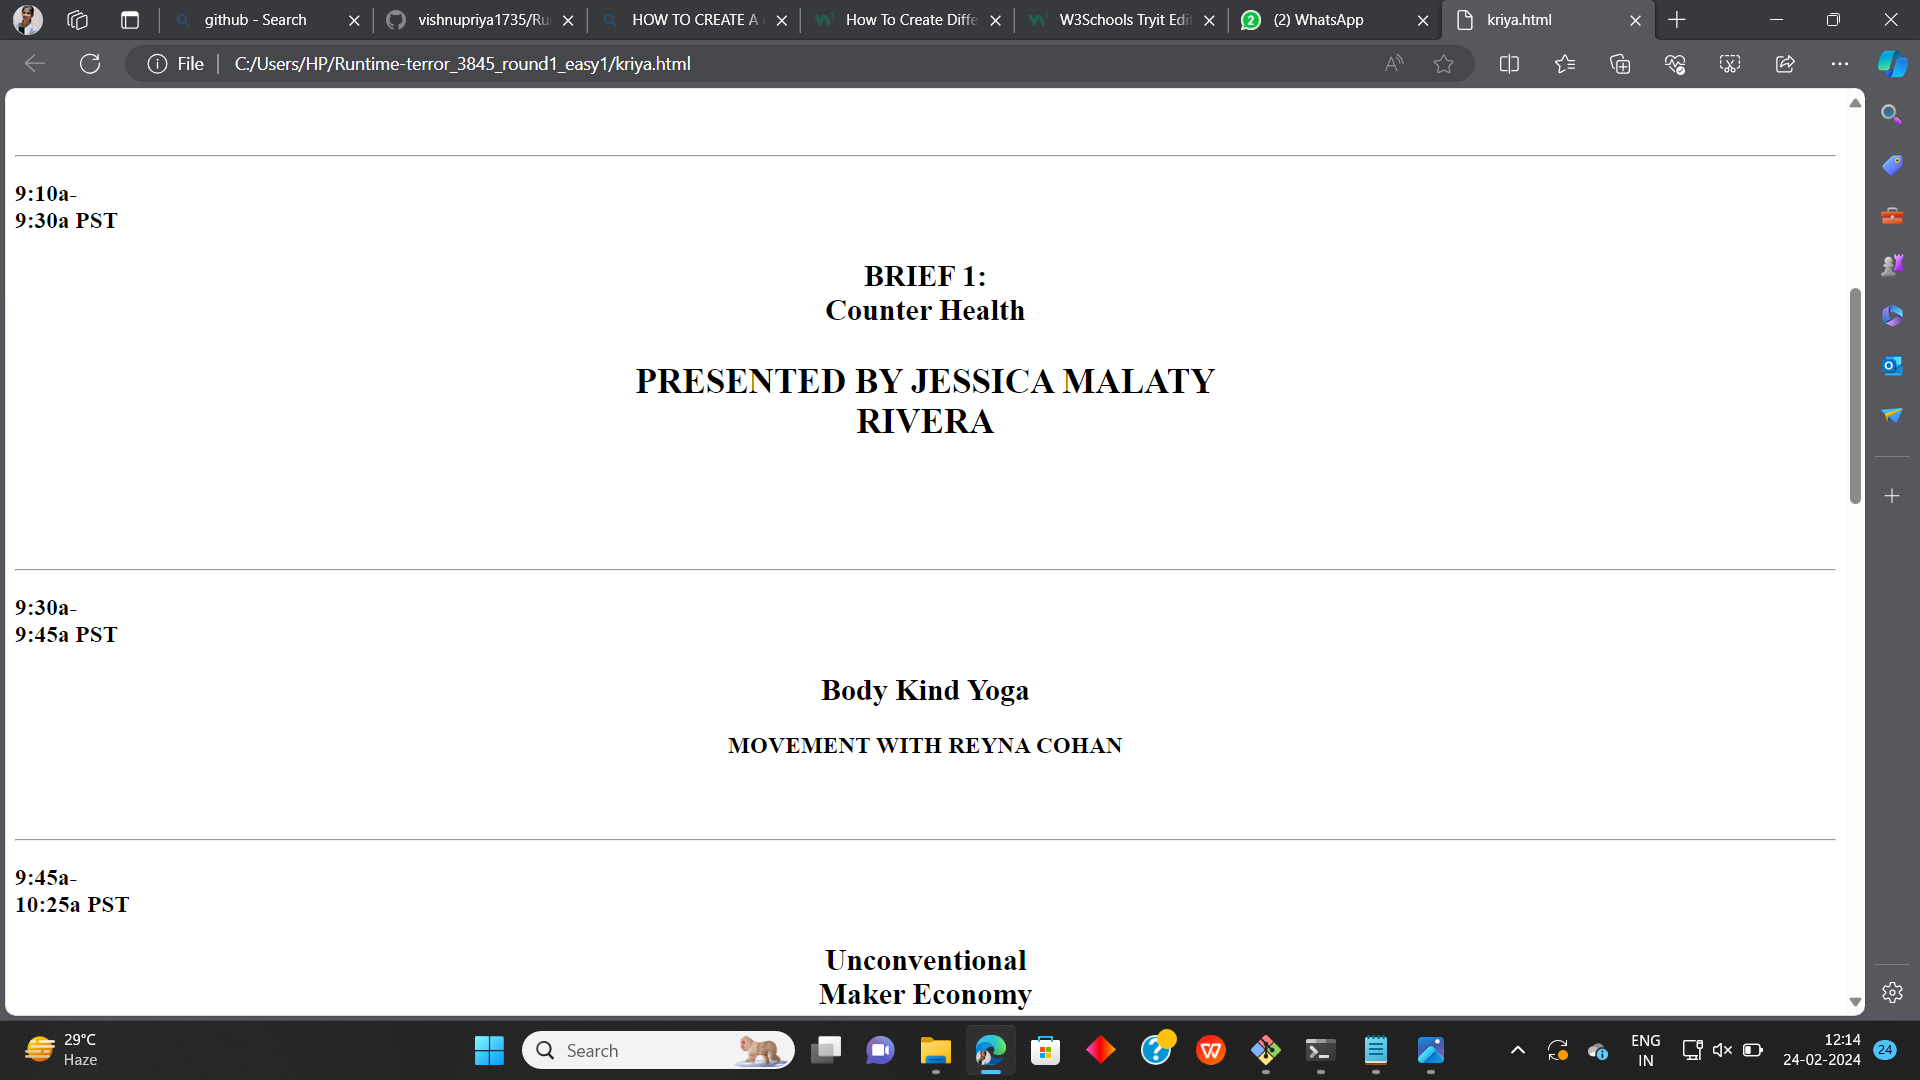 github - Search
vishnupriya1735/Ru
HOW TO CREATE A
How To Create Diffe
W3Schools Tryit Edit
2
(2) WhatsApp
kriya.html
File
C:/Users/HP/Runtime-terror_3845_round1_easy1/kriya.html
9:10a-
9:30a PST
BRIEF 1:
Counter Health
PRESENTED BY JESSICA MALATY
RIVERA
9:30a-
9:45a PST
Body Kind Yoga
MOVEMENT WITH REYNA COHAN
9:45a-
10:25a PST
Unconventional
Maker Economy
29°C
Haze
Search
ENG
IN
12:14
24-02-2024
24